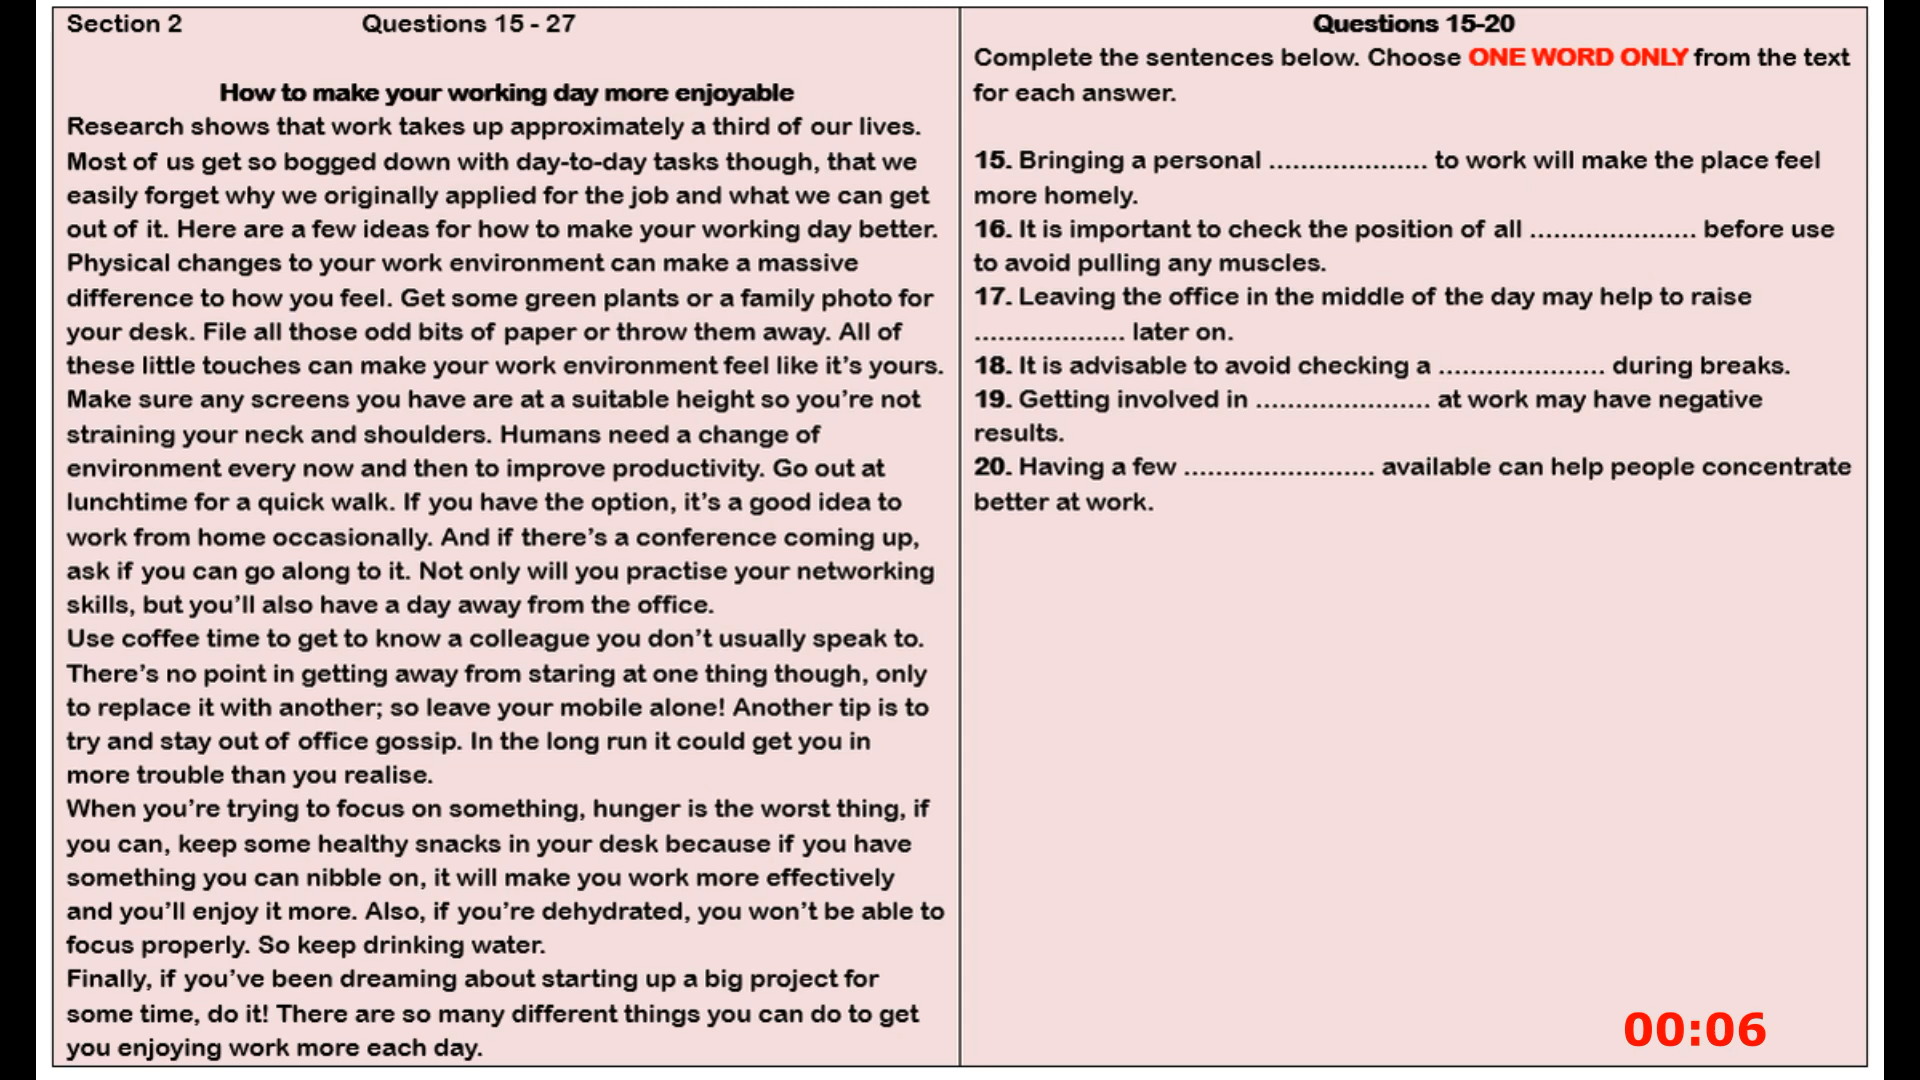 Section 2 Questions 15 - 27
How to make your working day more enjoyable
Research shows that work takes up approximately a third of our lives.
Most of us get so bogged down with day-to-day tasks though, that we
easily forget why we originally applied for the job and what we can get
out of it. Here are a few ideas for how to make your working day better.
Physical changes to your work environment can make a massive
difference to how you feel. Get some green plants or a family photo for
your desk. File all those odd bits of paper or throw them away. All of
these little touches can make your work environment feel like it’s yours.
Make sure any screens you have are at a suitable height so you’re not
straining your neck and shoulders. Humans need a change of
environment every now and then to improve productivity. Go out at
lunchtime for a quick walk. If you have the option, it’s a good idea to
work from home occasionally. And if there’s a conference coming up,
ask if you can go along to it. Not only will you practise your networking
skills, but you’ll also have a day away from the office.
Use coffee time to get to know a colleague you don’t usually speak to.
There’s no point in getting away from staring at one thing though, only
to replace it with another; so leave your mobile alone! Another tip is to
try and stay out of office gossip. In the long run it could get you in
more trouble than you realise.
When you’re trying to focus on something, hunger is the worst thing, if
you can, keep some healthy snacks in your desk because if you have
something you can nibble on, it will make you work more effectively
and you’ll enjoy it more. Also, if you’re dehydrated, you won’t be able to
focus properly. So keep drinking water.
Finally, if you’ve been dreaming about starting up a big project for
some time, do it! There are so many different things you can do to get
you enjoying work more each day.
Questions 15-20
Complete the sentences below. Choose ONE WORD ONLY from the text
for each answer.
15. Bringing a personal .................... to work will make the place feel
more homely.
16. It is important to check the position of all ..................... before use
to avoid pulling any muscles.
17. Leaving the office in the middle of the day may help to raise
................... later on.
18. It is advisable to avoid checking a ..................... during breaks.
19. Getting involved in ...................... at work may have negative
results.
20. Having a few ........................ available can help people concentrate
better at work.
00:06